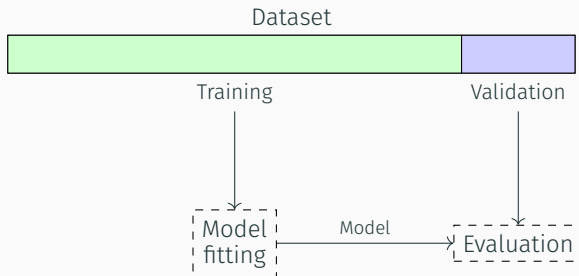 Dataset
Training
Validation
Model
fitting
Model
Evaluation